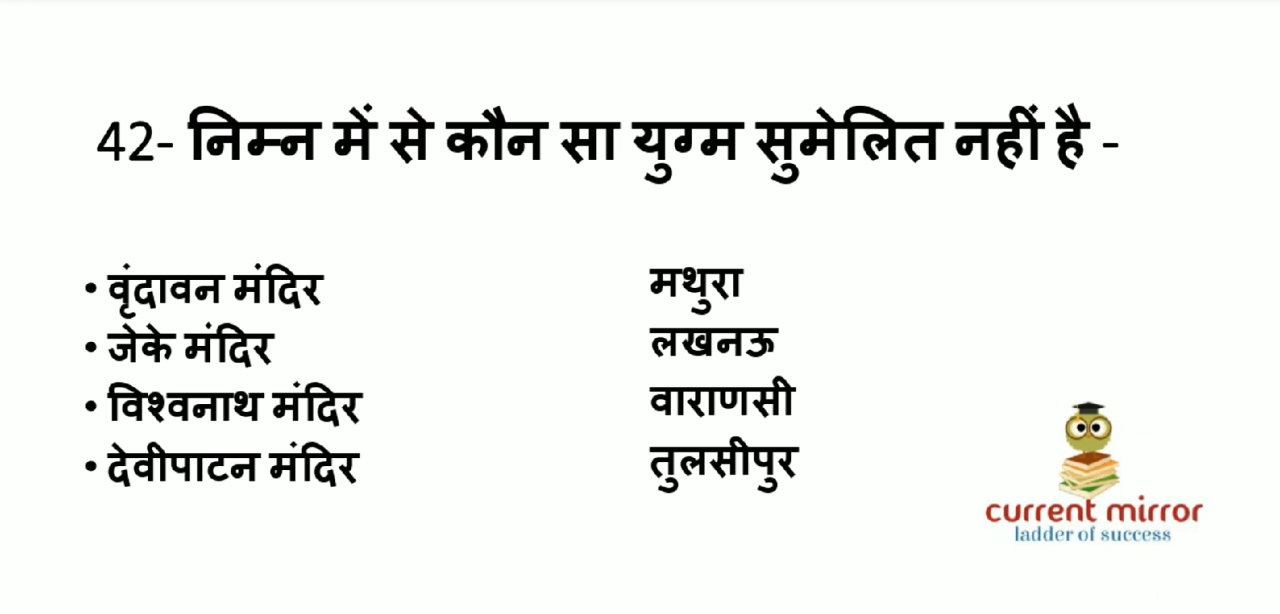 42- निम्न में से कौन सा युग्म सुमेलित नहीं है -
• वृंदावन मंदिर मथुरा
• जेके मंदिर लखनऊ
• विश्वनाथ मंदिर वाराणसी
• देवीपाटन मंदिर तुलसीपुर
current mirror
ladder of success